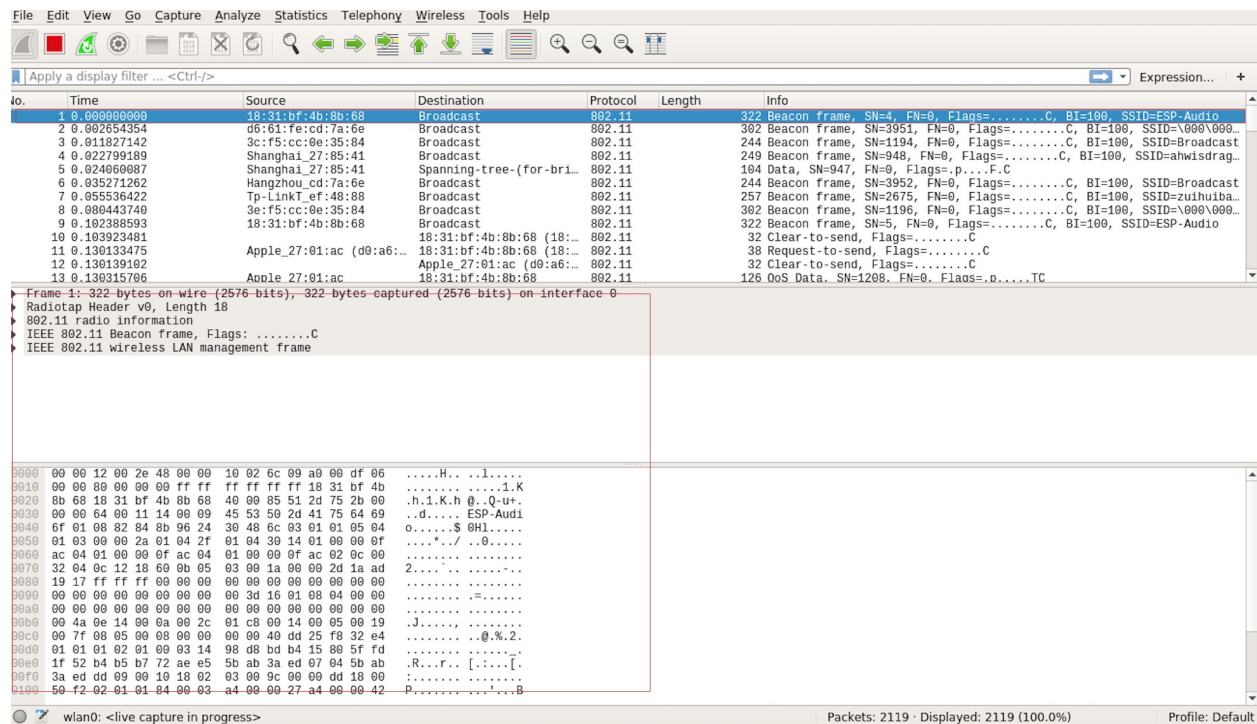 File Edit View Go Capture Analyze Statistics Telephony Wireless Tools Help
Apply a display filter ... <Ctrl-/> Expression... +
No. Time Source Destination Protocol Length Info
1 0.000000000 18:31:bf:4b:8b:68 Broadcast 802.11 322 Beacon frame, SN=4, FN=0, Flags=........C, BI=100, SSID=ESP-Audio
2 0.002654354 d6:61:fe:cd:7a:6e Broadcast 802.11 302 Beacon frame, SN=3951, FN=0, Flags=........C, BI=100, SSID=\000\000…
3 0.011827142 3c:f5:cc:0e:35:84 Broadcast 802.11 244 Beacon frame, SN=1194, FN=0, Flags=........C, BI=100, SSID=Broadcast
4 0.022799189 Shanghai_27:85:41 Broadcast 802.11 249 Beacon frame, SN=948, FN=0, Flags=........C, BI=100, SSID=ahwisdrag…
5 0.024060087 Shanghai_27:85:41 Spanning-tree-(for-bri… 802.11 104 Data, SN=947, FN=0, Flags=.p....F.C
6 0.035271262 Hangzhou_cd:7a:6e Broadcast 802.11 244 Beacon frame, SN=3952, FN=0, Flags=........C, BI=100, SSID=Broadcast
7 0.055536422 Tp-LinkT_ef:48:88 Broadcast 802.11 257 Beacon frame, SN=2675, FN=0, Flags=........C, BI=100, SSID=zuihuiba…
8 0.080443740 3e:f5:cc:0e:35:84 Broadcast 802.11 302 Beacon frame, SN=1196, FN=0, Flags=........C, BI=100, SSID=\000\000…
9 0.102388593 18:31:bf:4b:8b:68 Broadcast 802.11 322 Beacon frame, SN=5, FN=0, Flags=........C, BI=100, SSID=ESP-Audio
10 0.103923481 18:31:bf:4b:8b:68 (18:… 802.11 32 Clear-to-send, Flags=........C
11 0.130133475 Apple_27:01:ac (d0:a6:… 18:31:bf:4b:8b:68 (18:… 802.11 38 Request-to-send, Flags=........C
12 0.130139102 Apple_27:01:ac (d0:a6:… 802.11 32 Clear-to-send, Flags=........C
13 0.130315706 Apple_27:01:ac 18:31:bf:4b:8b:68 802.11 126 QoS Data, SN=1208, FN=0, Flags=.p.....TC
Frame 1: 322 bytes on wire (2576 bits), 322 bytes captured (2576 bits) on interface 0
Radiotap Header v0, Length 18
802.11 radio information
IEEE 802.11 Beacon frame, Flags: ........C
IEEE 802.11 wireless LAN management frame
0000 00 00 12 00 2e 48 00 00 10 02 6c 09 a0 00 df 06 .....H.. ..l.....
0010 00 00 80 00 00 00 ff ff ff ff ff ff 18 31 bf 4b ........ .....1.K
0020 8b 68 18 31 bf 4b 8b 68 40 00 85 51 2d 75 2b 00 .h.1.K.h @..Q-u+.
0030 00 00 64 00 11 14 00 09 45 53 50 2d 41 75 64 69 ..d..... ESP-Audi
0040 6f 01 08 82 84 8b 96 24 30 48 6c 03 01 01 05 04 o......$ 0Hl.....
0050 01 03 00 00 2a 01 04 2f 01 04 30 14 01 00 00 0f ....*../ ..0.....
0060 ac 04 01 00 00 0f ac 04 01 00 00 0f ac 02 0c 00 ........ ........
0070 32 04 0c 12 18 60 0b 05 03 00 1a 00 00 2d 1a ad 2....`.. .....-..
0080 19 17 ff ff ff 00 00 00 00 00 00 00 00 00 00 00 ........ ........
0090 00 00 00 00 00 00 00 00 00 3d 16 01 08 04 00 00 ........ .=......
00a0 00 00 00 00 00 00 00 00 00 00 00 00 00 00 00 00 ........ ........
00b0 00 4a 0e 14 00 0a 00 2c 01 c8 00 14 00 05 00 19 .J....., ........
00c0 00 7f 08 05 00 08 00 00 00 00 40 dd 25 f8 32 e4 ........ ..@.%.2.
00d0 01 01 01 02 01 00 03 14 98 d8 bd b4 15 80 5f fd ........ ......_.
00e0 1f 52 b4 b5 b7 72 ae e5 5b ab 3a ed 07 04 5b ab .R...r.. [.:...[.
00f0 3a ed dd 09 00 10 18 02 03 00 9c 00 00 dd 18 00 :....... ........
0100 50 f2 02 01 01 84 00 03 a4 00 00 27 a4 00 00 42 P....... ...'...B
wlan0: <live capture in progress> Packets: 2119 · Displayed: 2119 (100.0%) Profile: Default